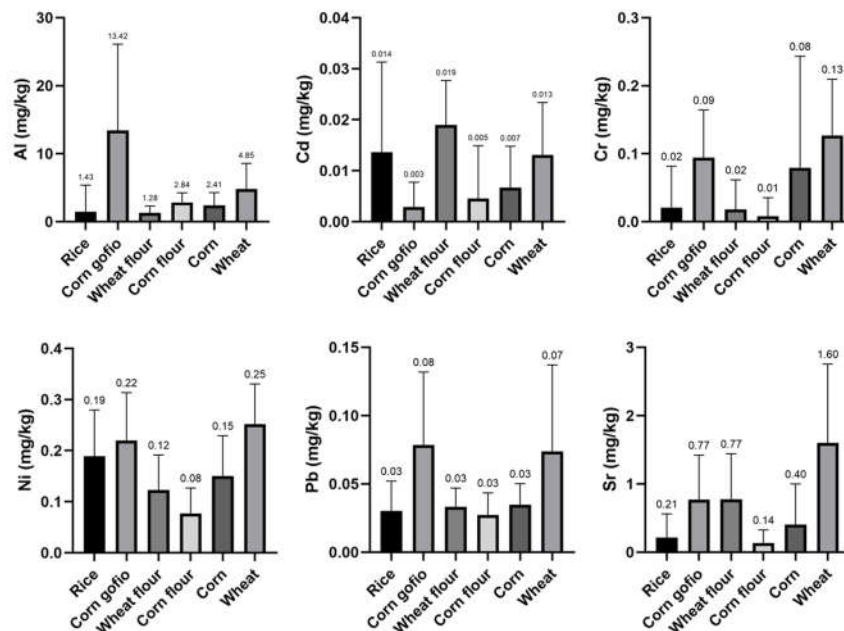 Al (mg/kg)
30
20
10
0
1.43
13.42
1.28
2.84
2.41
4.85
Rice
Corn gofio
Wheat flour
Corn flour
Corn
Wheat
Cd (mg/kg)
0.04
0.03
0.02
0.01
0.00
0.014
0.003
0.019
0.005
0.007
0.013
Rice
Corn gofio
Wheat flour
Corn flour
Corn
Wheat
Cr (mg/kg)
0.3
0.2
0.1
0.0
0.02
0.09
0.02
0.01
0.08
0.13
Rice
Corn gofio
Wheat flour
Corn flour
Corn
Wheat
Ni (mg/kg)
0.4
0.3
0.2
0.1
0.0
0.19
0.22
0.12
0.08
0.15
0.25
Rice
Corn gofio
Wheat flour
Corn flour
Corn
Wheat
Pb (mg/kg)
0.15
0.10
0.05
0.00
0.03
0.08
0.03
0.03
0.03
0.07
Rice
Corn gofio
Wheat flour
Corn flour
Corn
Wheat
Sr (mg/kg)
3
2
1
0
0.21
0.77
0.77
0.14
0.40
1.60
Rice
Corn gofio
Wheat flour
Corn flour
Corn
Wheat